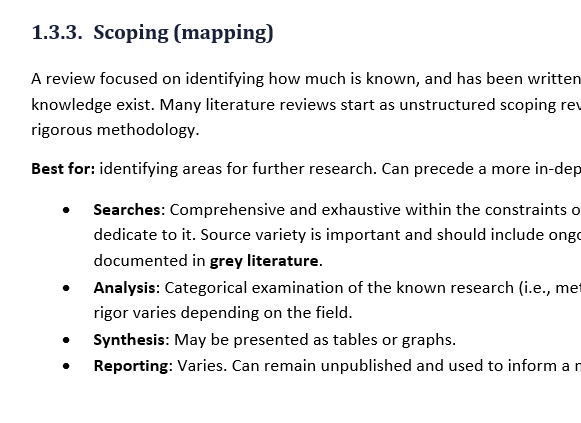 1.3.3. Scoping (mapping)
A review focused on identifying how much is known, and has been written
knowledge exist. Many literature reviews start as unstructured scoping rev
rigorous methodology.
Best for: identifying areas for further research. Can precede a more in-dep
• Searches: Comprehensive and exhaustive within the constraints o
dedicate to it. Source variety is important and should include ongo
documented in grey literature.
• Analysis: Categorical examination of the known research (i.e., met
rigor varies depending on the field.
• Synthesis: May be presented as tables or graphs.
• Reporting: Varies. Can remain unpublished and used to inform a